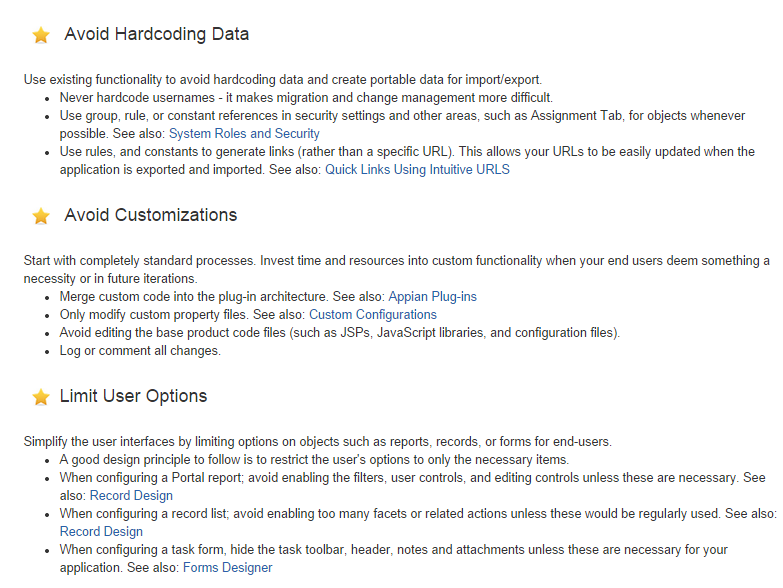 Avoid Hardcoding Data
Use existing functionality to avoid hardcoding data and create portable data for import/export.
Never hardcode usernames - it makes migration and change management more difficult.
Use group, rule, or constant references in security settings and other areas, such as Assignment Tab, for objects whenever
possible. See also: System Roles and Security
Use rules, and constants to generate links (rather than a specific URL). This allows your URLs to be easily updated when the
application is exported and imported. See also: Quick Links Using Intuitive URLS
Avoid Customizations
Start with completely standard processes. Invest time and resources into custom functionality when your end users deem something a
necessity or in future iterations.
Merge custom code into the plug-in architecture. See also: Appian Plug-ins
Only modify custom property files. See also: Custom Configurations
Avoid editing the base product code files (such as JSPs, JavaScript libraries, and configuration files).
Log or comment all changes.
Limit User Options
Simplify the user interfaces by limiting options on objects such as reports, records, or forms for end-users.
A good design principle to follow is to restrict the user's options to only the necessary items.
When configuring a Portal report; avoid enabling the filters, user controls, and editing controls unless these are necessary. See
also: Record Design
When configuring a record list; avoid enabling too many facets or related actions unless these would be regularly used. See also:
Record Design
When configuring a task form, hide the task toolbar, header, notes and attachments unless these are necessary for your
application. See also: Forms Designer